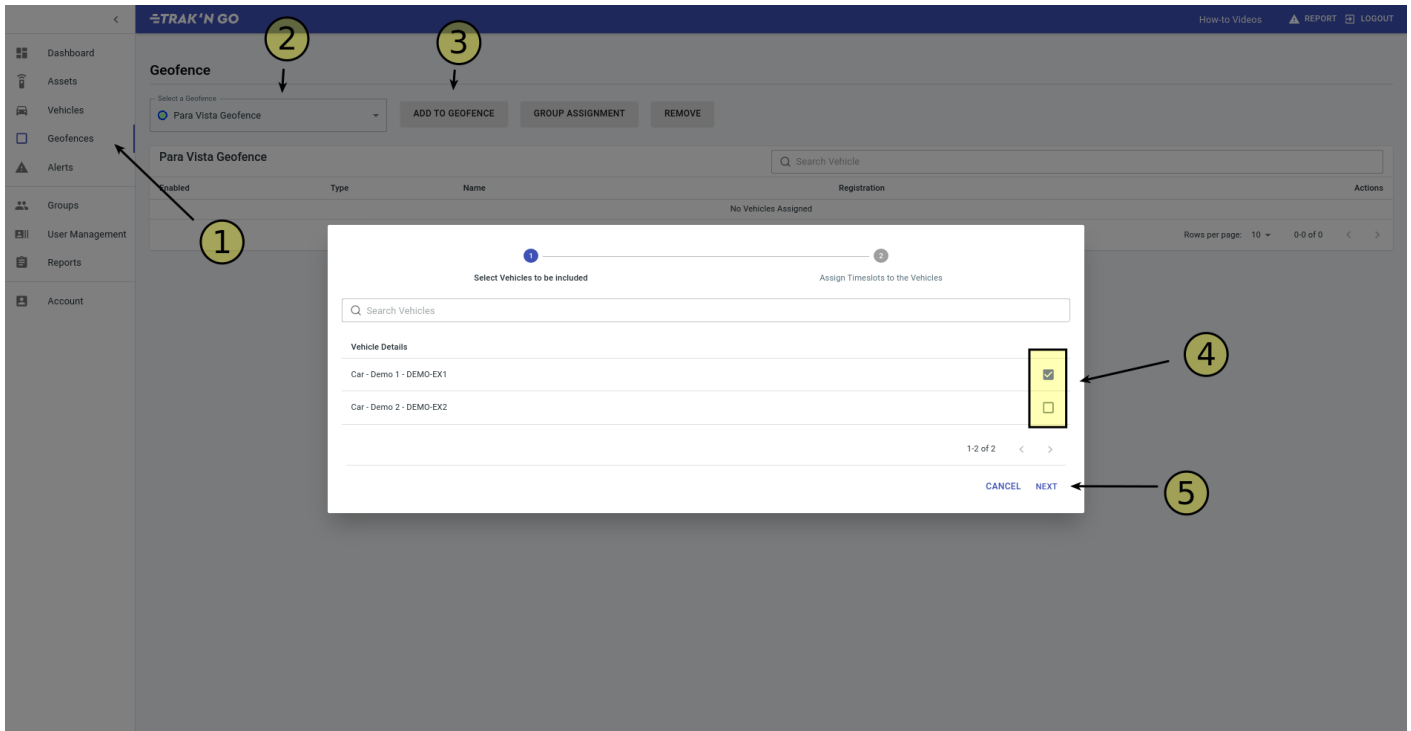 TRAK'N GO
How-to Videos
REPORT
LOGOUT
2
3
Dashboard
Assets
Vehicles
Geofences
Alerts
Groups
User Management
Reports
Account
Geofence
Select a Geofence
Para Vista Geofence
ADD TO GEOFENCE
GROUP ASSIGNMENT
REMOVE
Para Vista Geofence
Search Vehicle
Enabled Type Name Registration Actions
No Vehicles Assigned
Rows per page: 10 0-0 of 0
1
1
Select Vehicles to be included
2
Assign Timeslots to the Vehicles
Search Vehicles
Vehicle Details
Car - Demo 1 - DEMO-EX1
Car - Demo 2 - DEMO-EX2
4
1-2 of 2
CANCEL NEXT
5